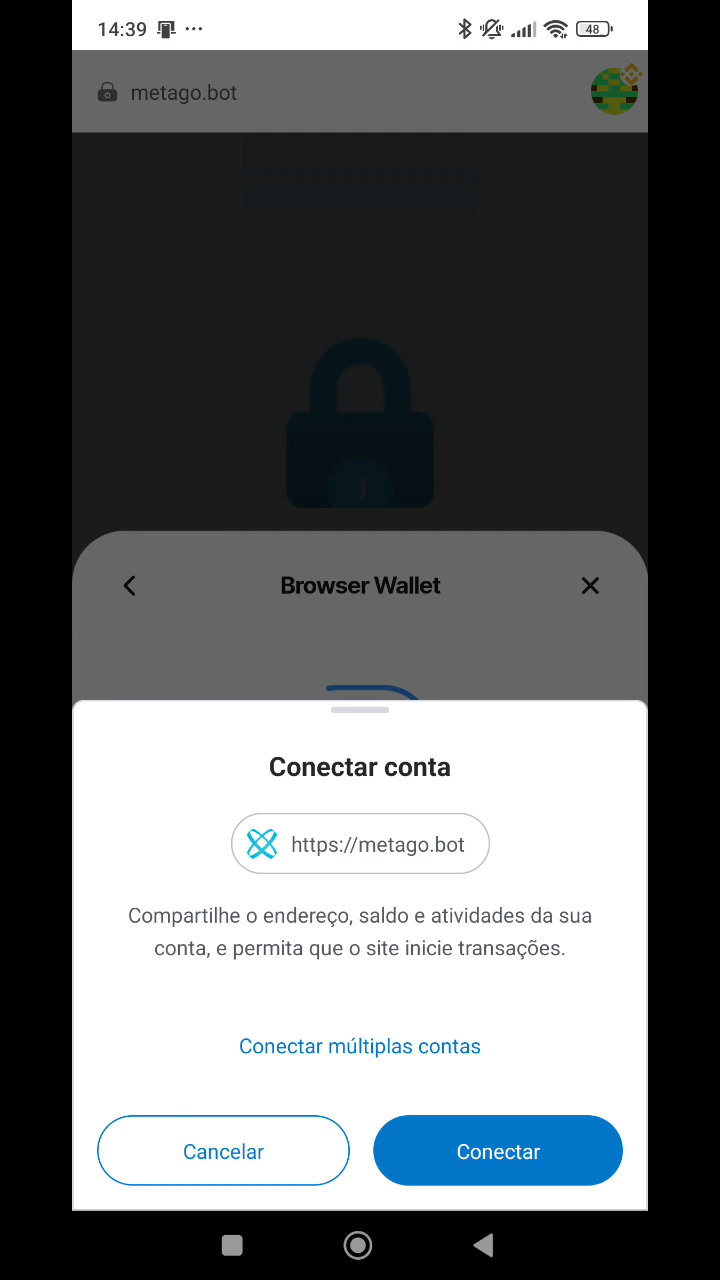 14:39
48
metago.bot
Browser Wallet
Conectar conta
https://metago.bot
Compartilhe o endereço, saldo e atividades da sua
conta, e permita que o site inicie transações.
Conectar múltiplas contas
Cancelar
Conectar